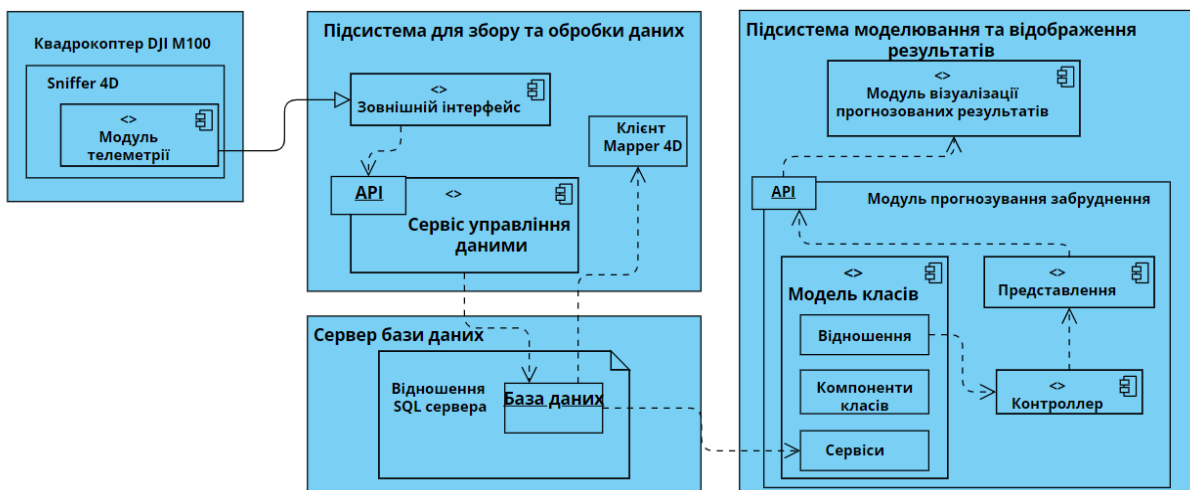 Квадрокоптер DJI M100
Sniffer 4D
<>
Модуль
телеметрії
Підсистема для збору та обробки даних
<>
Зовнішній інтерфейс
Клієнт
Mapper 4D
API
<>
Сервіс управління
даними
Сервер бази даних
Відношення
SQL сервера
База даних
Підсистема моделювання та відображення
результатів
<>
Модуль візуалізації
прогнозованих результатів
API
Модуль прогнозування забруднення
<>
Модель класів
Відношення
Компоненти
класів
Сервіси
<>
Представлення
<>
Контроллер